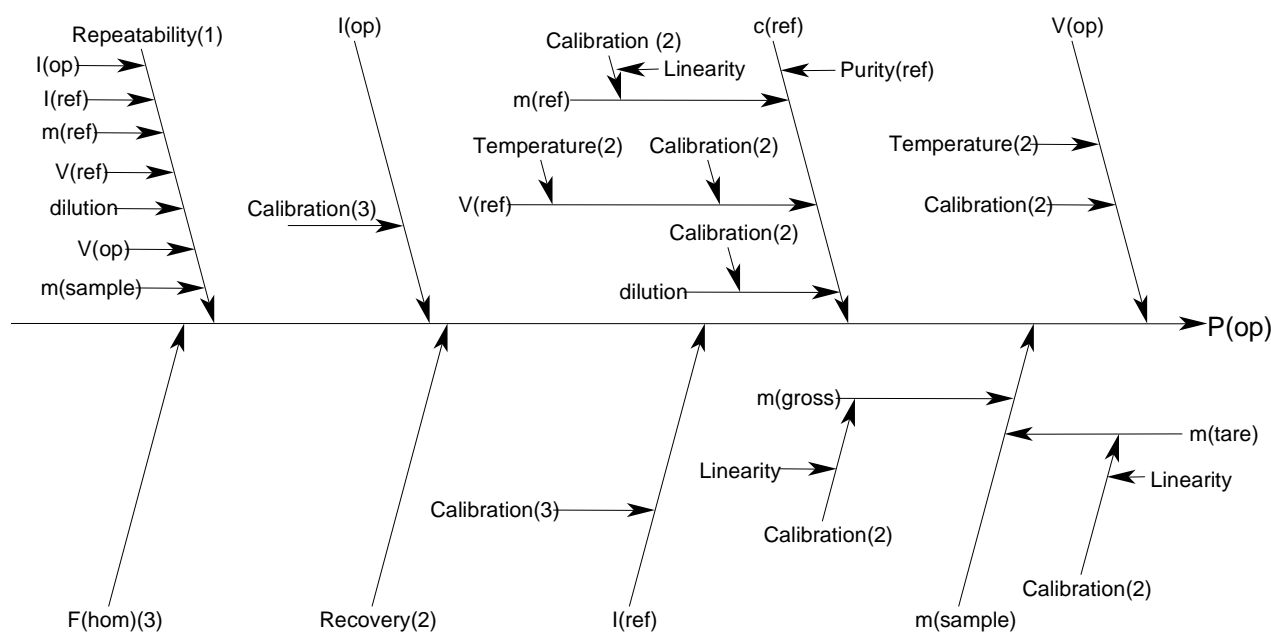 Repeatability(1)
I(op)
I(ref)
m(ref)
V(ref)
dilution
V(op)
m(sample)
I(op)
Calibration(3)
c(ref)
Calibration (2)
Linearity
Purity(ref)
m(ref)
Temperature(2)
Calibration(2)
V(ref)
Calibration(2)
dilution
V(op)
Temperature(2)
Calibration(2)
P(op)
F(hom)(3)
Recovery(2)
Calibration(3)
I(ref)
m(gross)
Linearity
Calibration(2)
m(tare)
Linearity
Calibration(2)
m(sample)